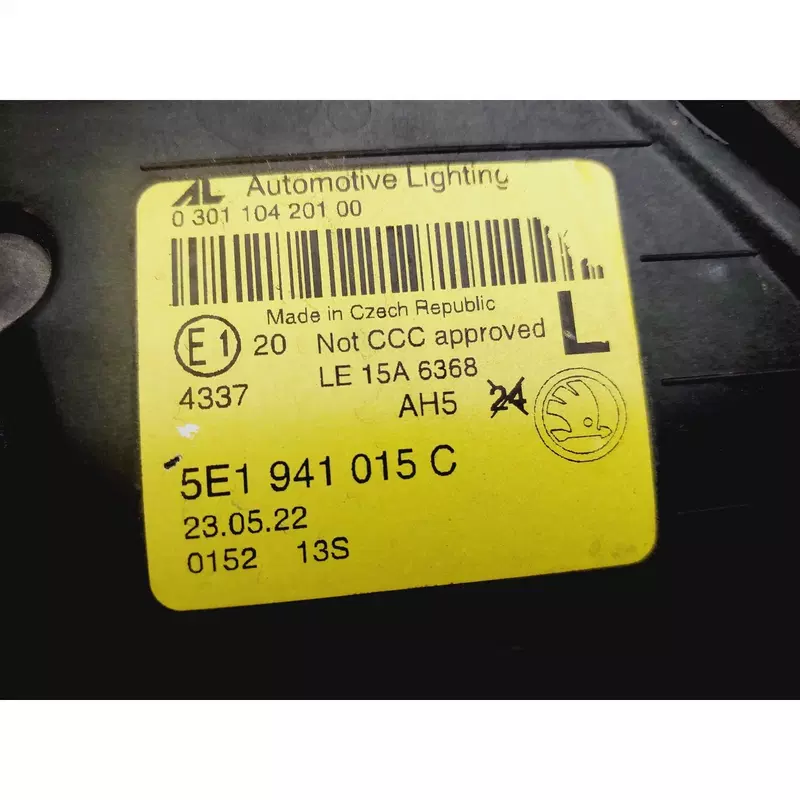 AL Automotive Lighting
0 301 104 201 00
Made in Czech Republic
E1 20 Not CCC approved L
4337 LE 15A 6368
AH5 24
5E1 941 015 C
23.05.22
0152 13S